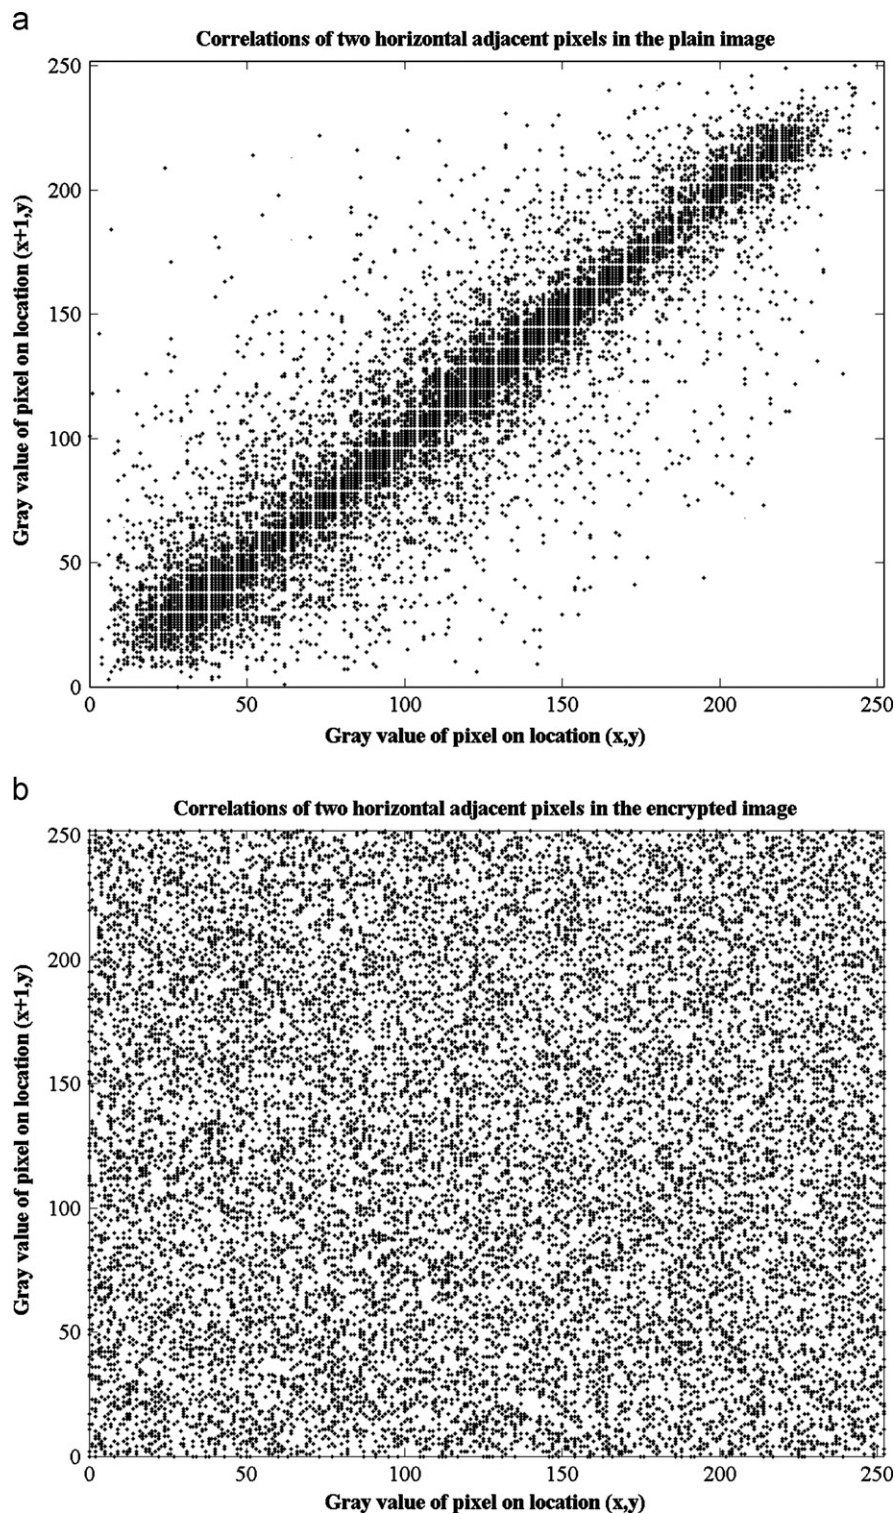 a
Correlations of two horizontal adjacent pixels in the plain image
250
200
150
100
50
0
Gray value of pixel on location (x+1,y)
0 50 100 150 200 250
Gray value of pixel on location (x,y)
b
Correlations of two horizontal adjacent pixels in the encrypted image
250
200
150
100
50
0
Gray value of pixel on location (x+1,y)
0 50 100 150 200 250
Gray value of pixel on location (x,y)